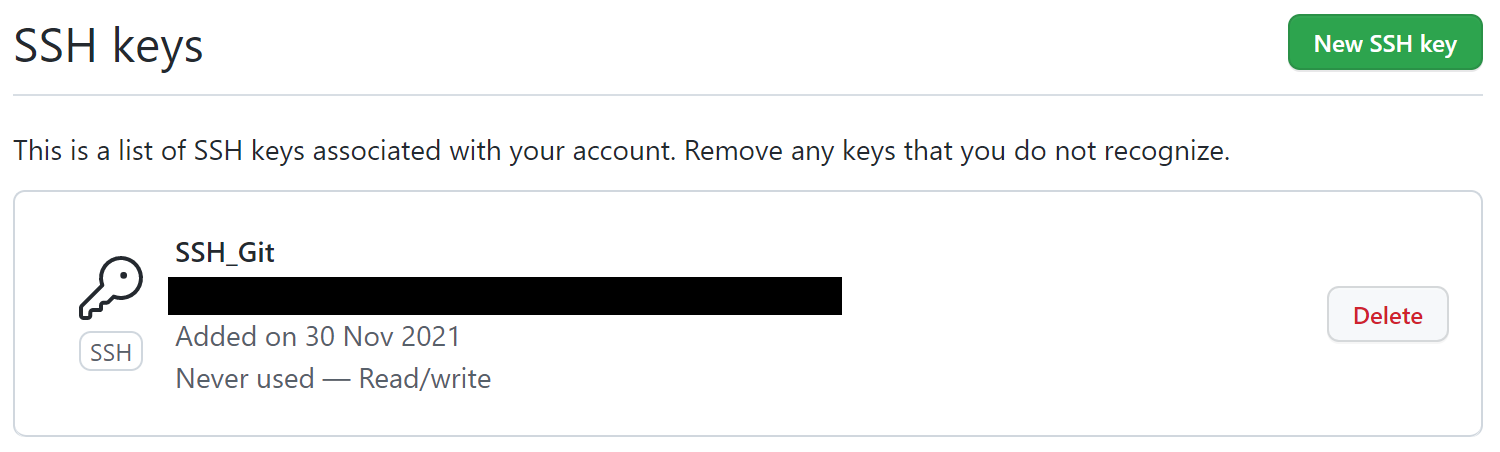 SSH keys
New SSH key
This is a list of SSH keys associated with your account. Remove any keys that you do not recognize.
SSH_Git
Added on 30 Nov 2021
Never used — Read/write
SSH
Delete